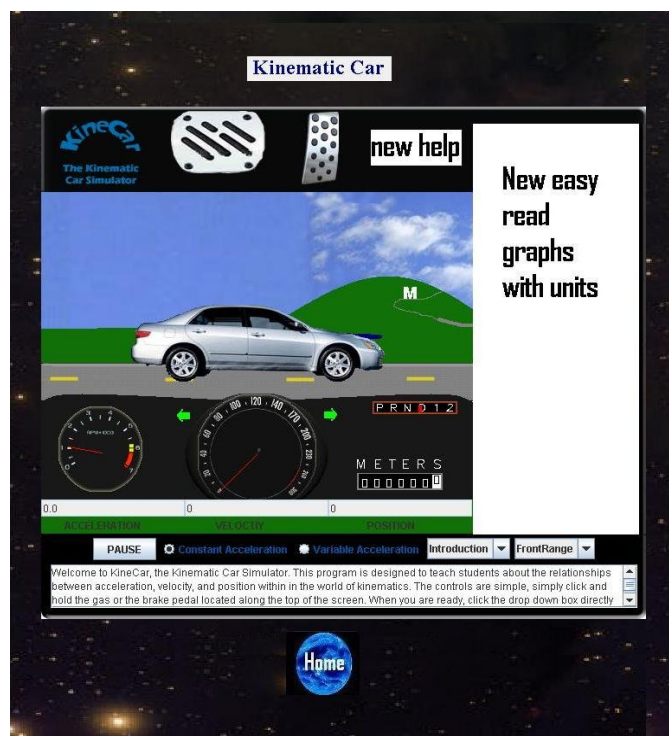 Kinematic Car
KineCar
The Kinematic
Car Simulator
new help
New easy
read
graphs
with units
M
PRND12
RPM×1000
METERS
0.0 0 0
ACCELERATION VELOCITY POSITION
PAUSE Constant Acceleration Variable Acceleration Introduction FrontRange
Welcome to KineCar, the Kinematic Car Simulator. This program is designed to teach students about the relationships
between acceleration, velocity, and position within in the world of kinematics. The controls are simple, simply click and
hold the gas or the brake pedal located along the top of the screen. When you are ready, click the drop down box directly
Home